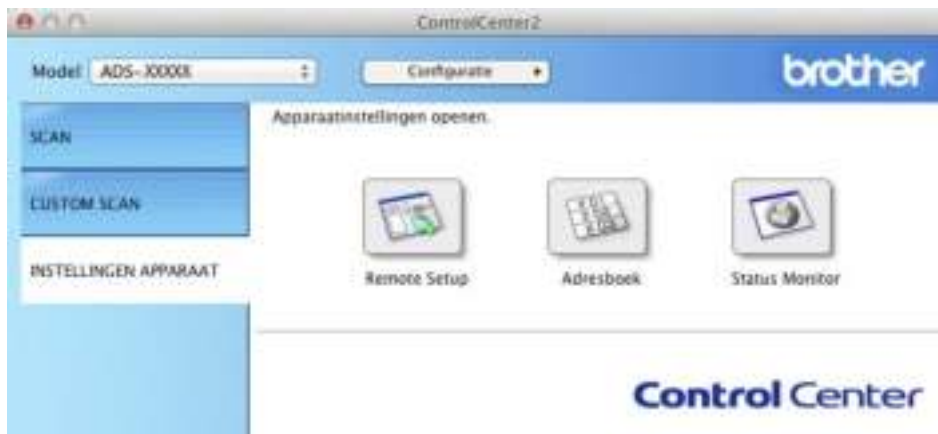 ControlCenter2
Model ADS-XXXXX Configuratie brother
SCAN
CUSTOM SCAN
INSTELLINGEN APPARAAT
Apparaatinstellingen openen.
Remote Setup Adresboek Status Monitor
Control Center